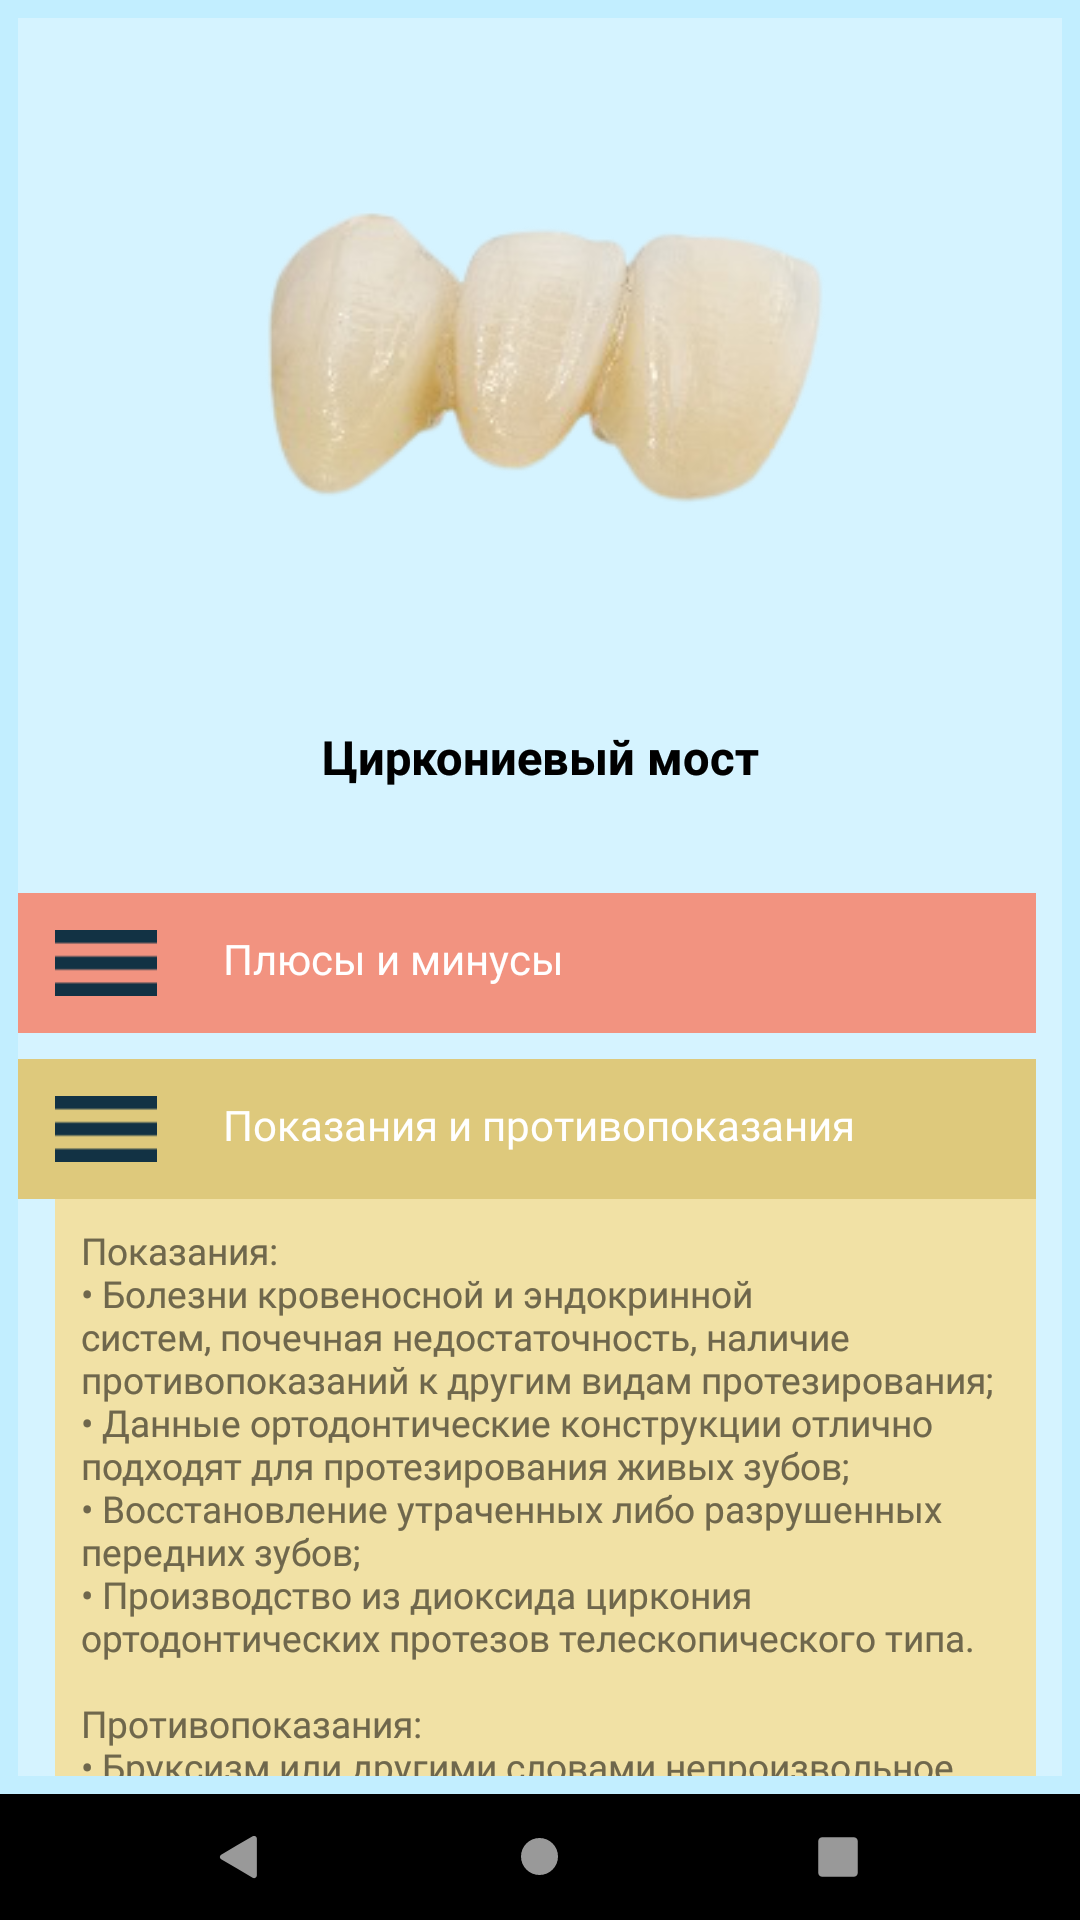 Циркониевый мост
Плюсы и минусы
Показания и противопоказания
Показания:
• Болезни кровеносной и эндокринной
систем, почечная недостаточность, наличие
противопоказаний к другим видам протезирования;
• Данные ортодонтические конструкции отлично
подходят для протезирования живых зубов;
• Восстановление утраченных либо разрушенных
передних зубов;
• Производство из диоксида циркония
ортодонтических протезов телескопического типа.
Противопоказания:
• Бруксизм или другими словами непроизвольное